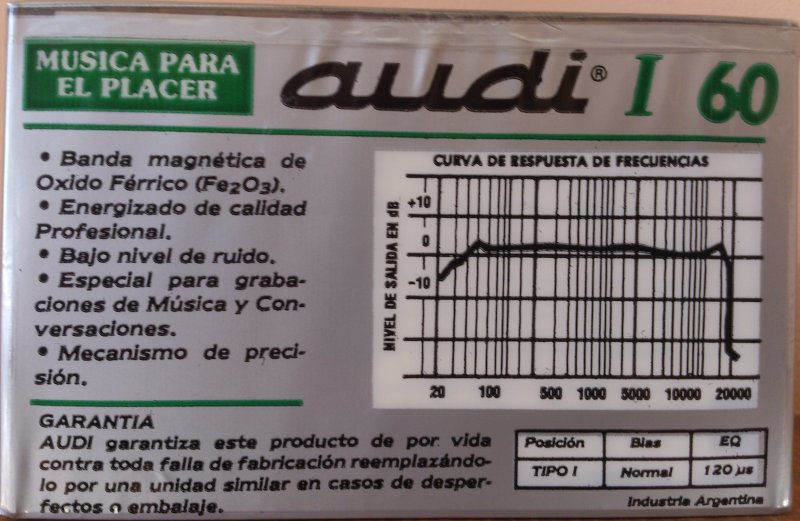 MUSICA PARA
EL PLACER
audi® I 60
• Banda magnética de
Oxido Férrico (Fe2O3).
• Energizado de calidad
Profesional.
• Bajo nivel de ruido.
• Especial para graba-
ciones de Música y Con-
versaciones.
• Mecanismo de preci-
sión.
CURVA DE RESPUESTA DE FRECUENCIAS
NIVEL DE SALIDA EN dB
+10
0
-10
20 100 500 1000 5000 10000 20000
GARANTIA
AUDI garantiza este producto de por vida
contra toda falla de fabricación reemplazándo-
lo por una unidad similar en casos de desper-
fectos o embalaje.
Posición Bias EQ
TIPO I Normal 120 µs
Industria Argentina